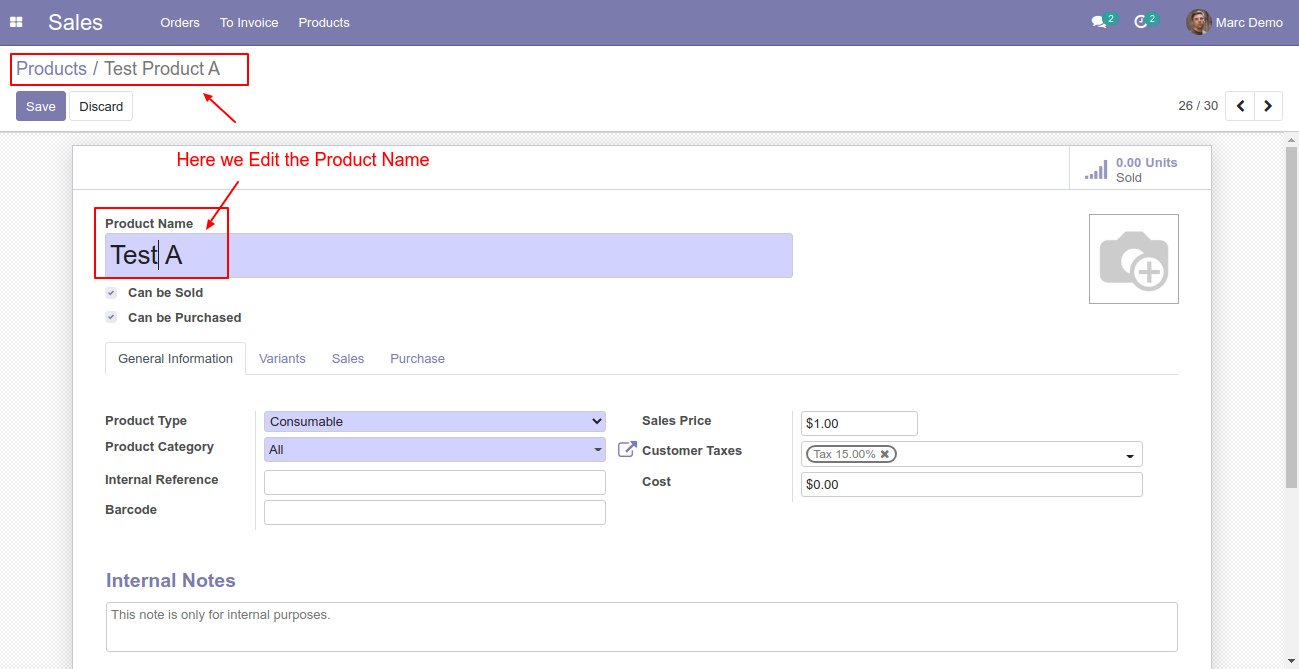 Sales Orders To Invoice Products 2 2 Marc Demo
Products / Test Product A
Save Discard 26 / 30
Here we Edit the Product Name
0.00 Units
Sold
Product Name
Test A
Can be Sold
Can be Purchased
General Information Variants Sales Purchase
Product Type Consumable Sales Price $1.00
Product Category All Customer Taxes Tax 15.00%
Internal Reference Cost $0.00
Barcode
Internal Notes
This note is only for internal purposes.